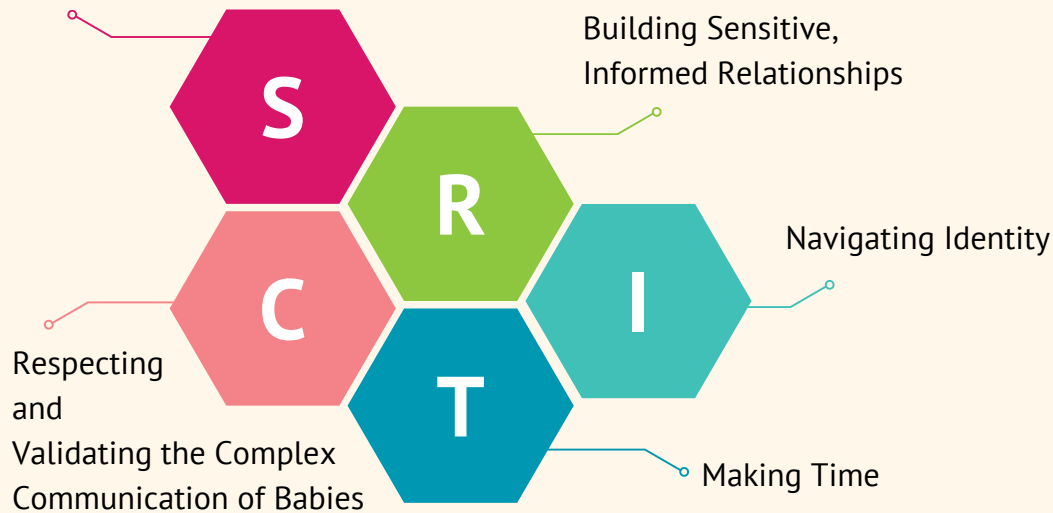 S
Building Sensitive,
Informed Relationships
R
Navigating Identity
I
C
Respecting
and
Validating the Complex
Communication of Babies
T
Making Time